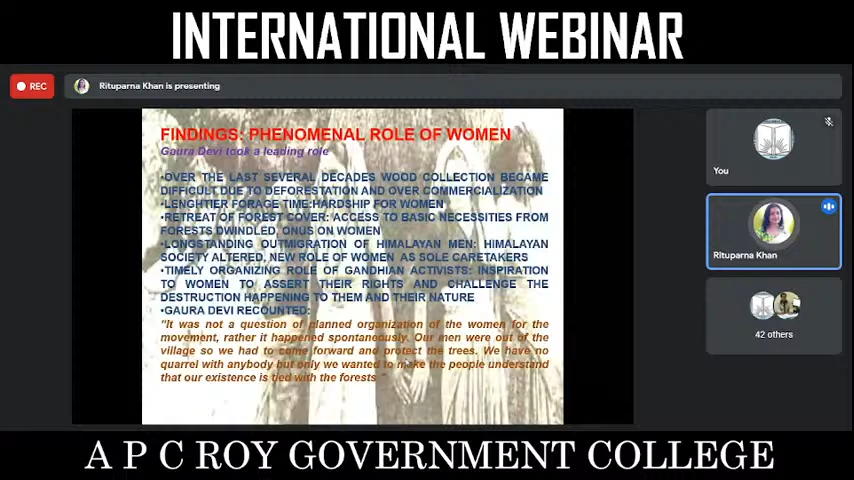 INTERNATIONAL WEBINAR
REC
Rituparna Khan is presenting
FINDINGS: PHENOMENAL ROLE OF WOMEN
Gaura Devi took a leading role
•OVER THE LAST SEVERAL DECADES WOOD COLLECTION BECAME
DIFFICULT DUE TO DEFORESTATION AND OVER COMMERCIALIZATION
•LENGHTIER FORAGE TIME:HARDSHIP FOR WOMEN
•RETREAT OF FOREST COVER: ACCESS TO BASIC NECESSITIES FROM
FORESTS DWINDLED, ONUS ON WOMEN
•LONGSTANDING OUTMIGRATION OF HIMALAYAN MEN: HIMALAYAN
SOCIETY ALTERED, NEW ROLE OF WOMEN AS SOLE CARETAKERS
•TIMELY ORGANIZING ROLE OF GANDHIAN ACTIVISTS: INSPIRATION
TO WOMEN TO ASSERT THEIR RIGHTS AND CHALLENGE THE
DESTRUCTION HAPPENING TO THEM AND THEIR NATURE
•GAURA DEVI RECOUNTED:
"It was not a question of planned organization of the women for the
movement, rather it happened spontaneously. Our men were out of the
village so we had to come forward and protect the trees. We have no
quarrel with anybody but only we wanted to make the people understand
that our existence is tied with the forests."
You
Rituparna Khan
42 others
A P C ROY GOVERNMENT COLLEGE